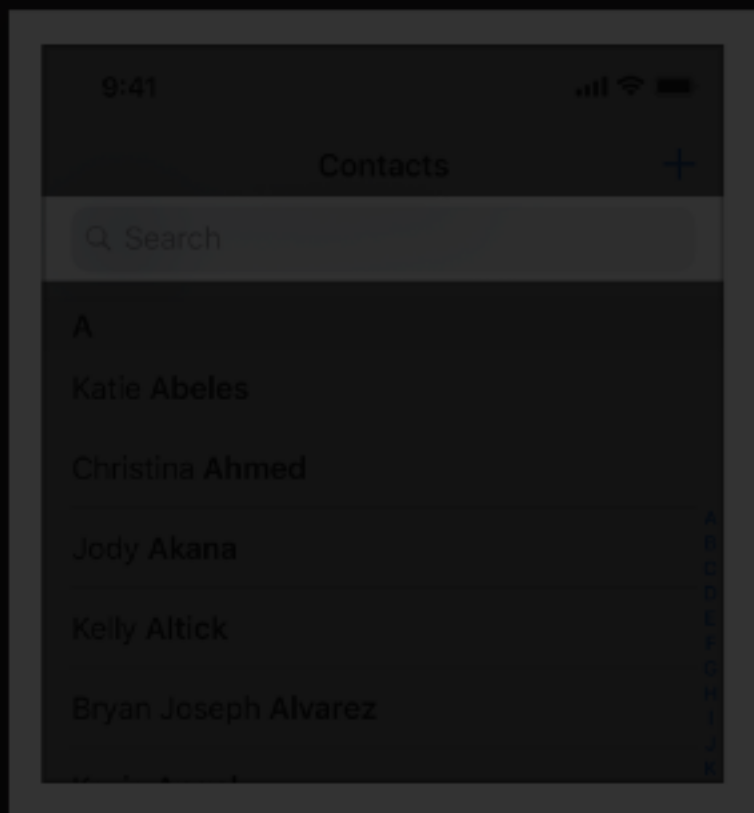 9:41
Contacts
+
Search
A
Katie Abeles
Christina Ahmed
Jody Akana
Kelly Altick
Bryan Joseph Alvarez
A
B
C
D
E
F
G
H
I
J
K